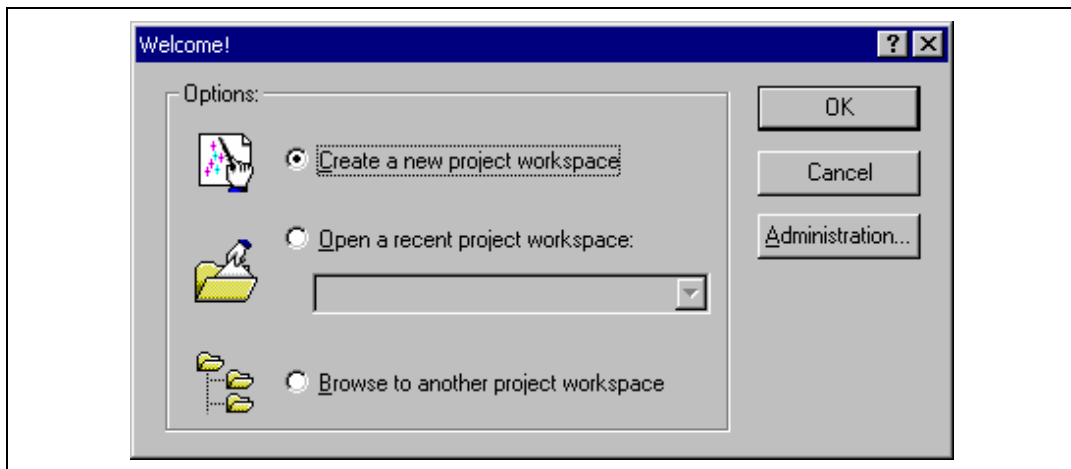 Welcome!
Options:
Create a new project workspace
Open a recent project workspace:
Browse to another project workspace
OK
Cancel
Administration...